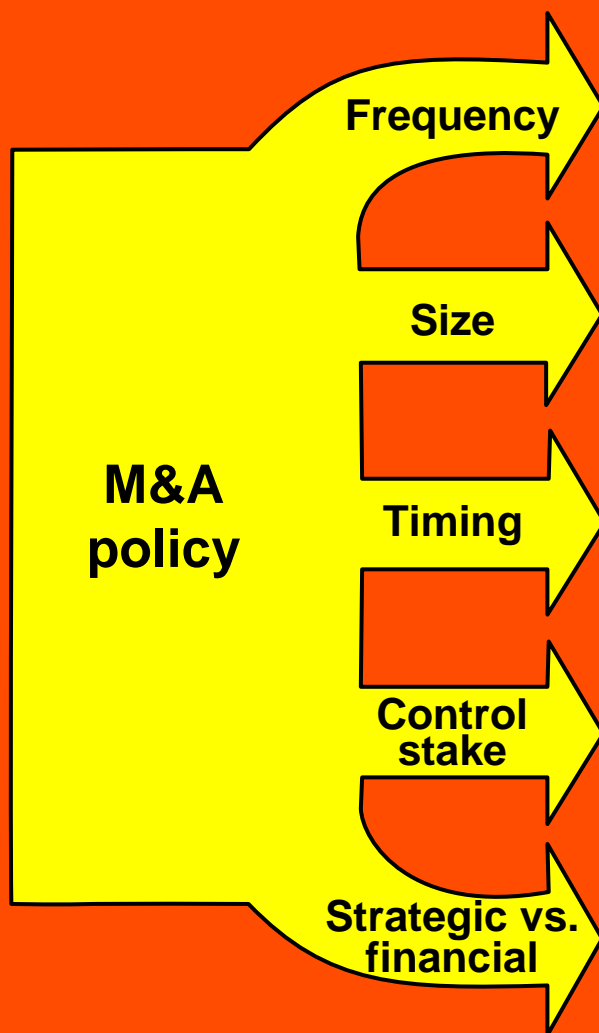 Frequency
Size
M&A
policy
Timing
Control
stake
Strategic vs.
financial